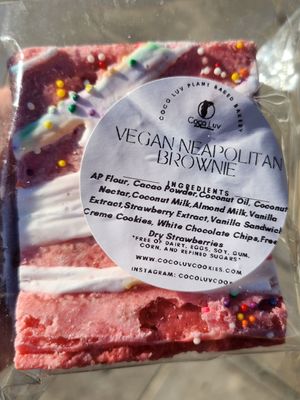 COCO LUV PLANT BASED BAKERY
Coco Luv
VEGAN NEAPOLITAN
BROWNIE
INGREDIENTS
AP Flour, Cacao Powder, Coconut Oil, Coconut
Nectar, Coconut Milk, Almond Milk, Vanilla
Extract, Strawberry Extract, Vanilla Sandwich
Creme Cookies, White Chocolate Chips, Free
Dry Strawberries
*FREE OF DAIRY, EGGS, SOY, GUM,
CORN, AND REFINED SUGARS*
WWW.COCOLUVCOOKIES.COM
INSTAGRAM: COCOLUVCOO